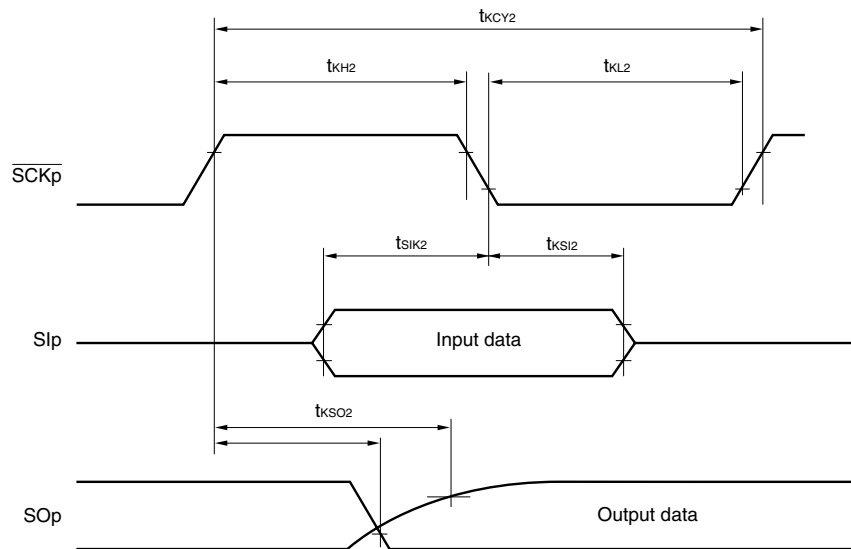 tKCY2
tKH2
tKL2
SCKp
tSIK2
tKSI2
SIp
Input data
tKSO2
SOp
Output data